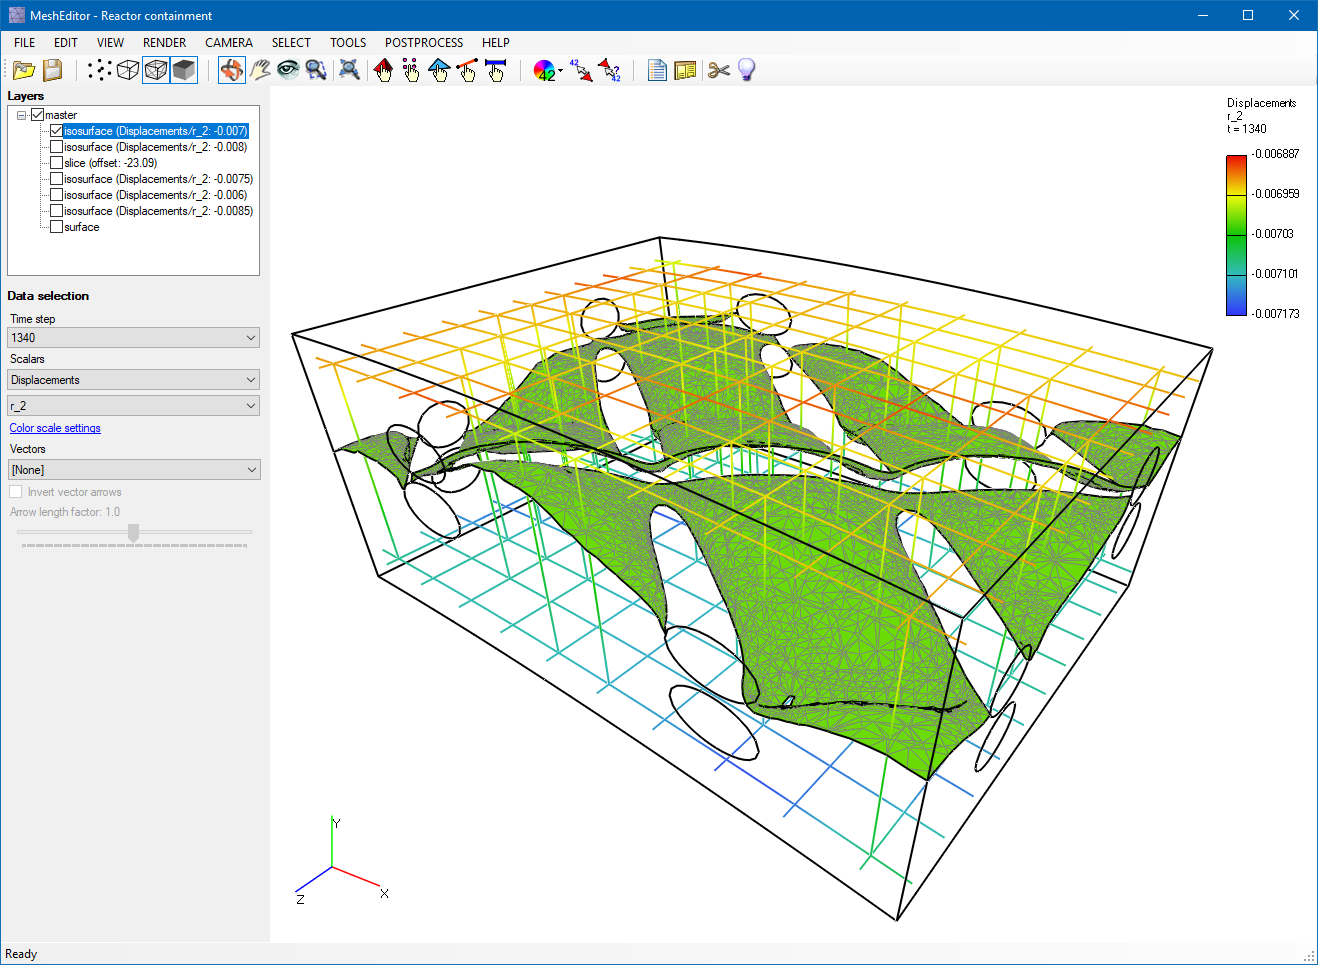 MeshEditor - Reactor containment
FILE EDIT VIEW RENDER CAMERA SELECT TOOLS POSTPROCESS HELP
42 42 ? 42
Layers
master
isosurface (Displacements/r_2: -0.007)
isosurface (Displacements/r_2: -0.008)
slice (offset: -23.09)
isosurface (Displacements/r_2: -0.0075)
isosurface (Displacements/r_2: -0.006)
isosurface (Displacements/r_2: -0.0085)
surface
Data selection
Time step
1340
Scalars
Displacements
r_2
Color scale settings
Vectors
[None]
Invert vector arrows
Arrow length factor: 1.0
Displacements
r_2
t = 1340
-0.006887
-0.006959
-0.00703
-0.007101
-0.007173
Y
X
Z
Ready